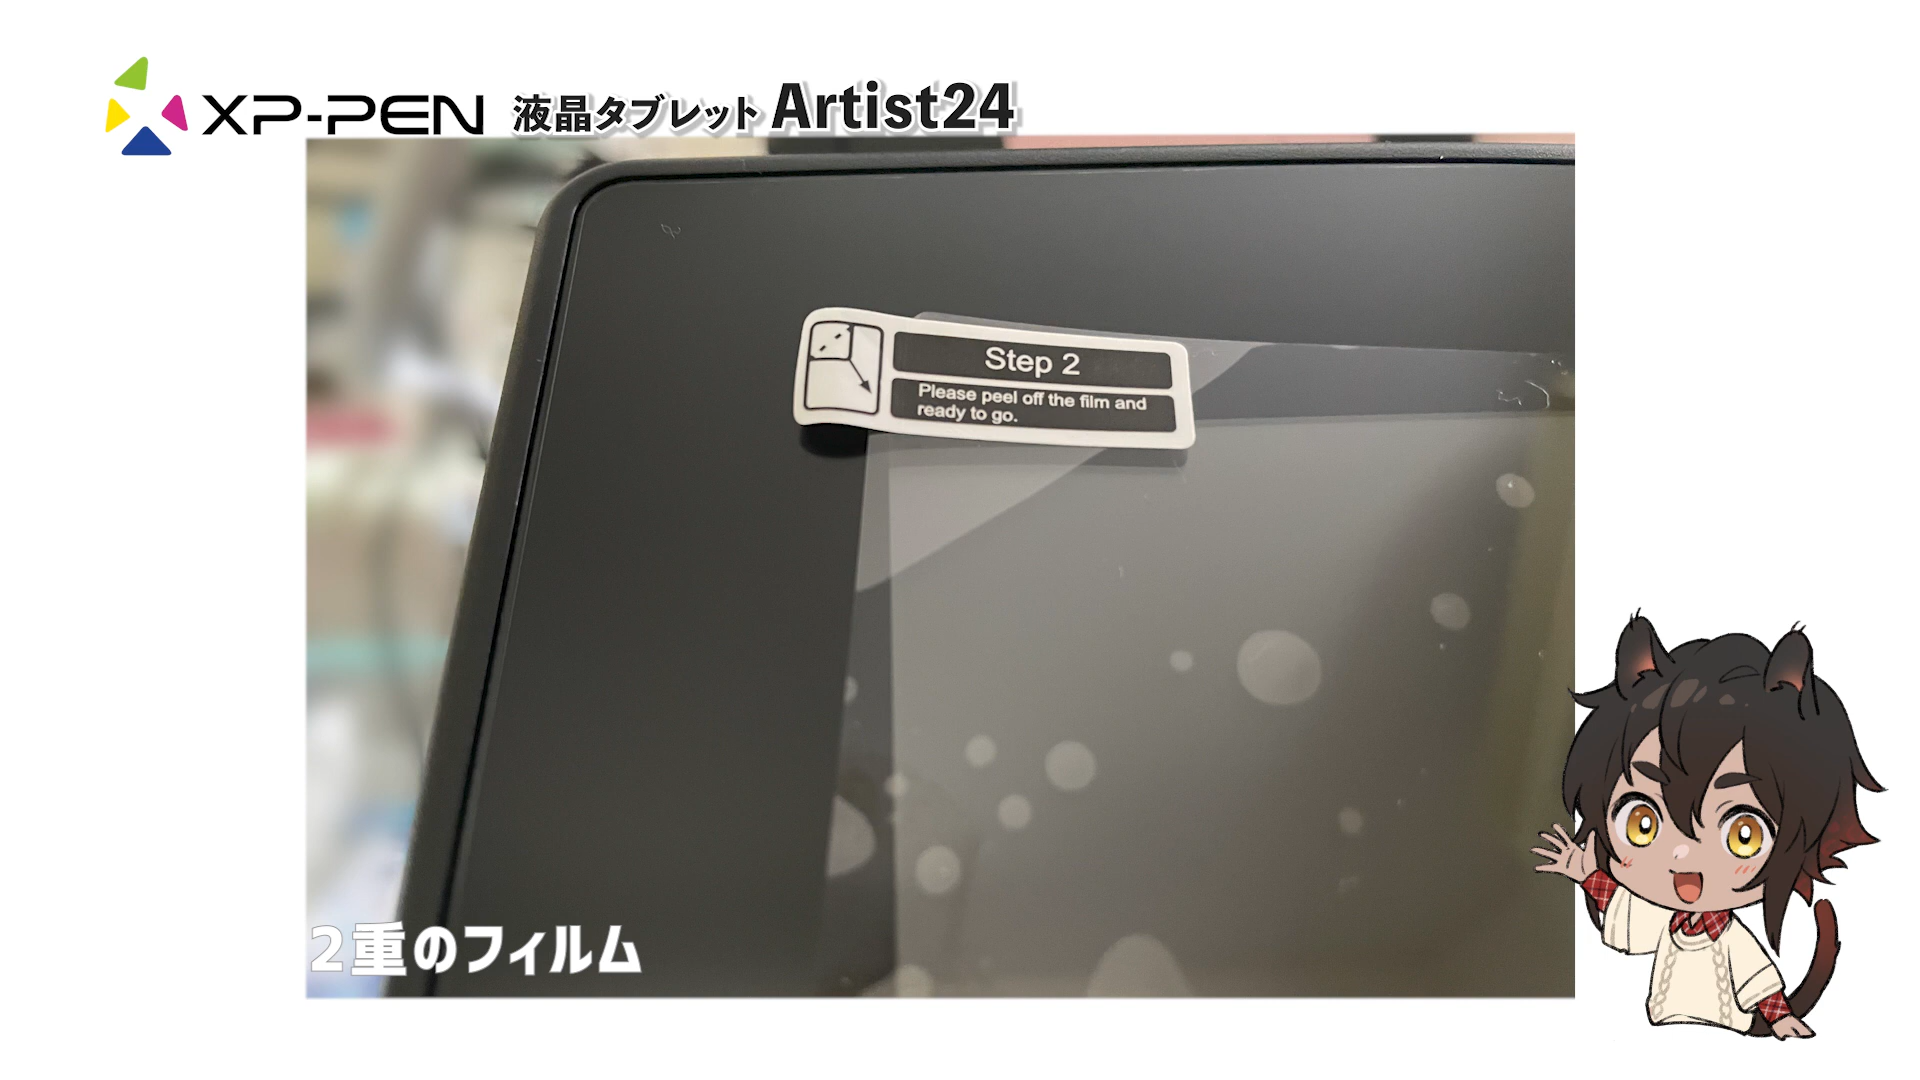 XP-PEN 液晶タブレット Artist24
Step 2
Please peel off the film and
ready to go.
2重のフィルム